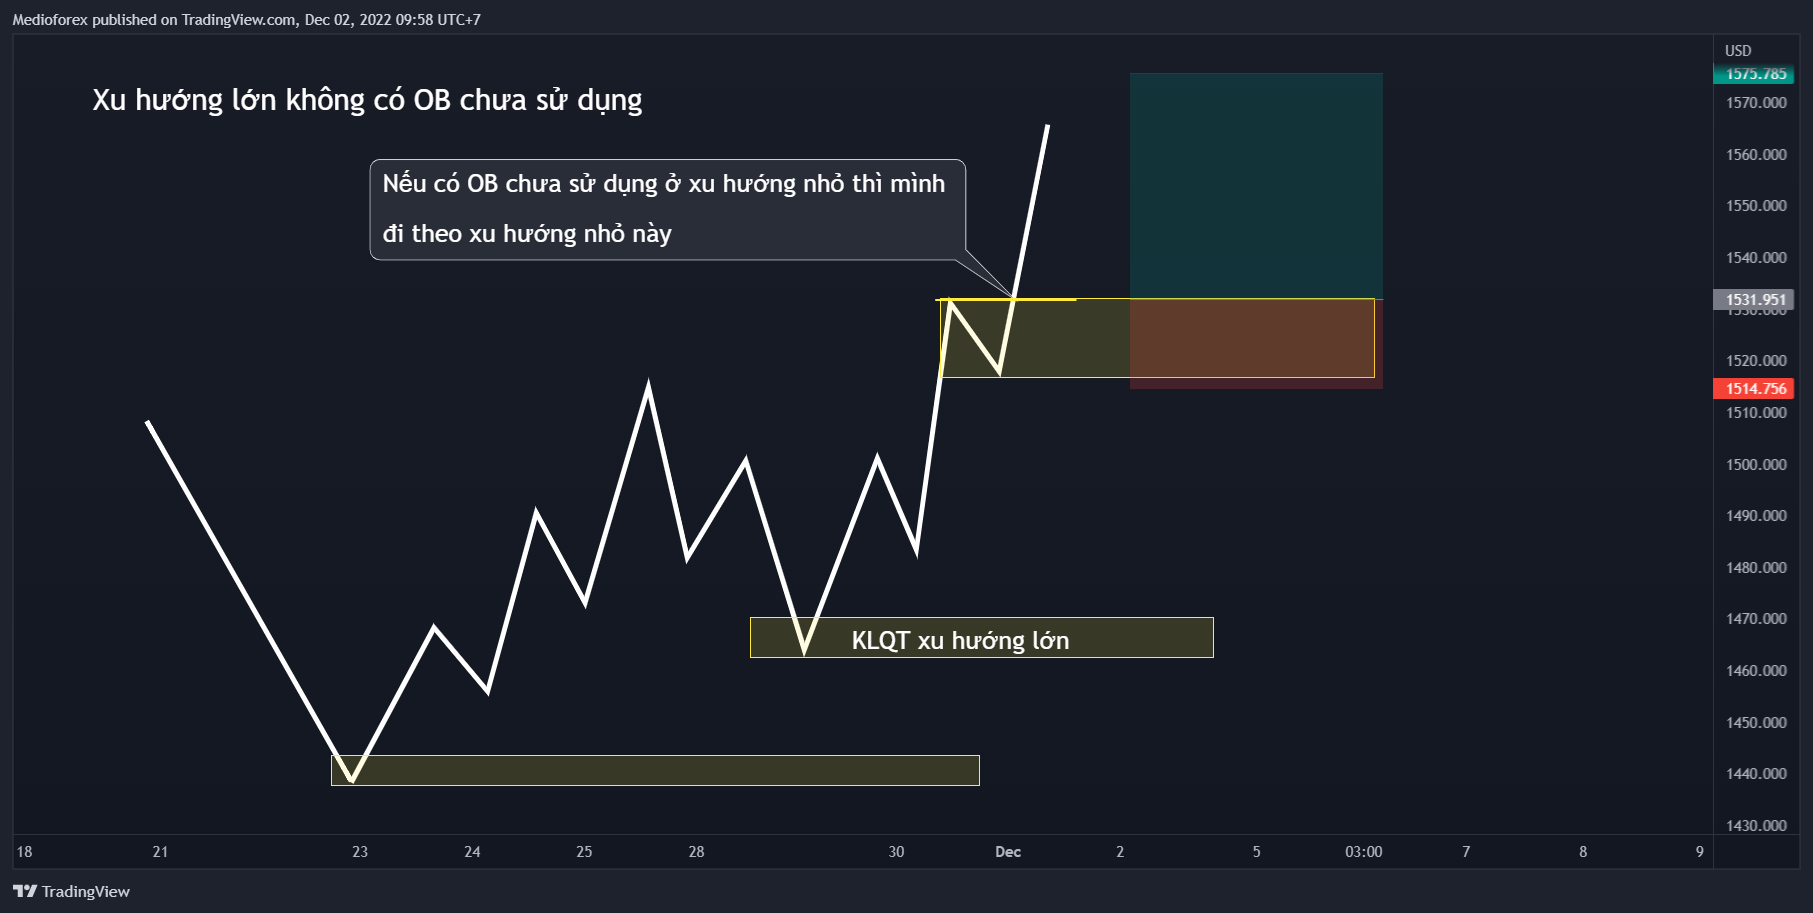 Medioforex published on TradingView.com, Dec 02, 2022 09:58 UTC+7
USD
Xu hướng lớn không có OB chưa sử dụng
Nếu có OB chưa sử dụng ở xu hướng nhỏ thì mình
đi theo xu hướng nhỏ này
KLQT xu hướng lớn
1575.785
1570.000
1560.000
1550.000
1540.000
1531.951
1530.000
1520.000
1514.756
1510.000
1500.000
1490.000
1480.000
1470.000
1460.000
1450.000
1440.000
1430.000
18 21 23 24 25 28 30 Dec 2 5 03:00 7 8 9
TradingView